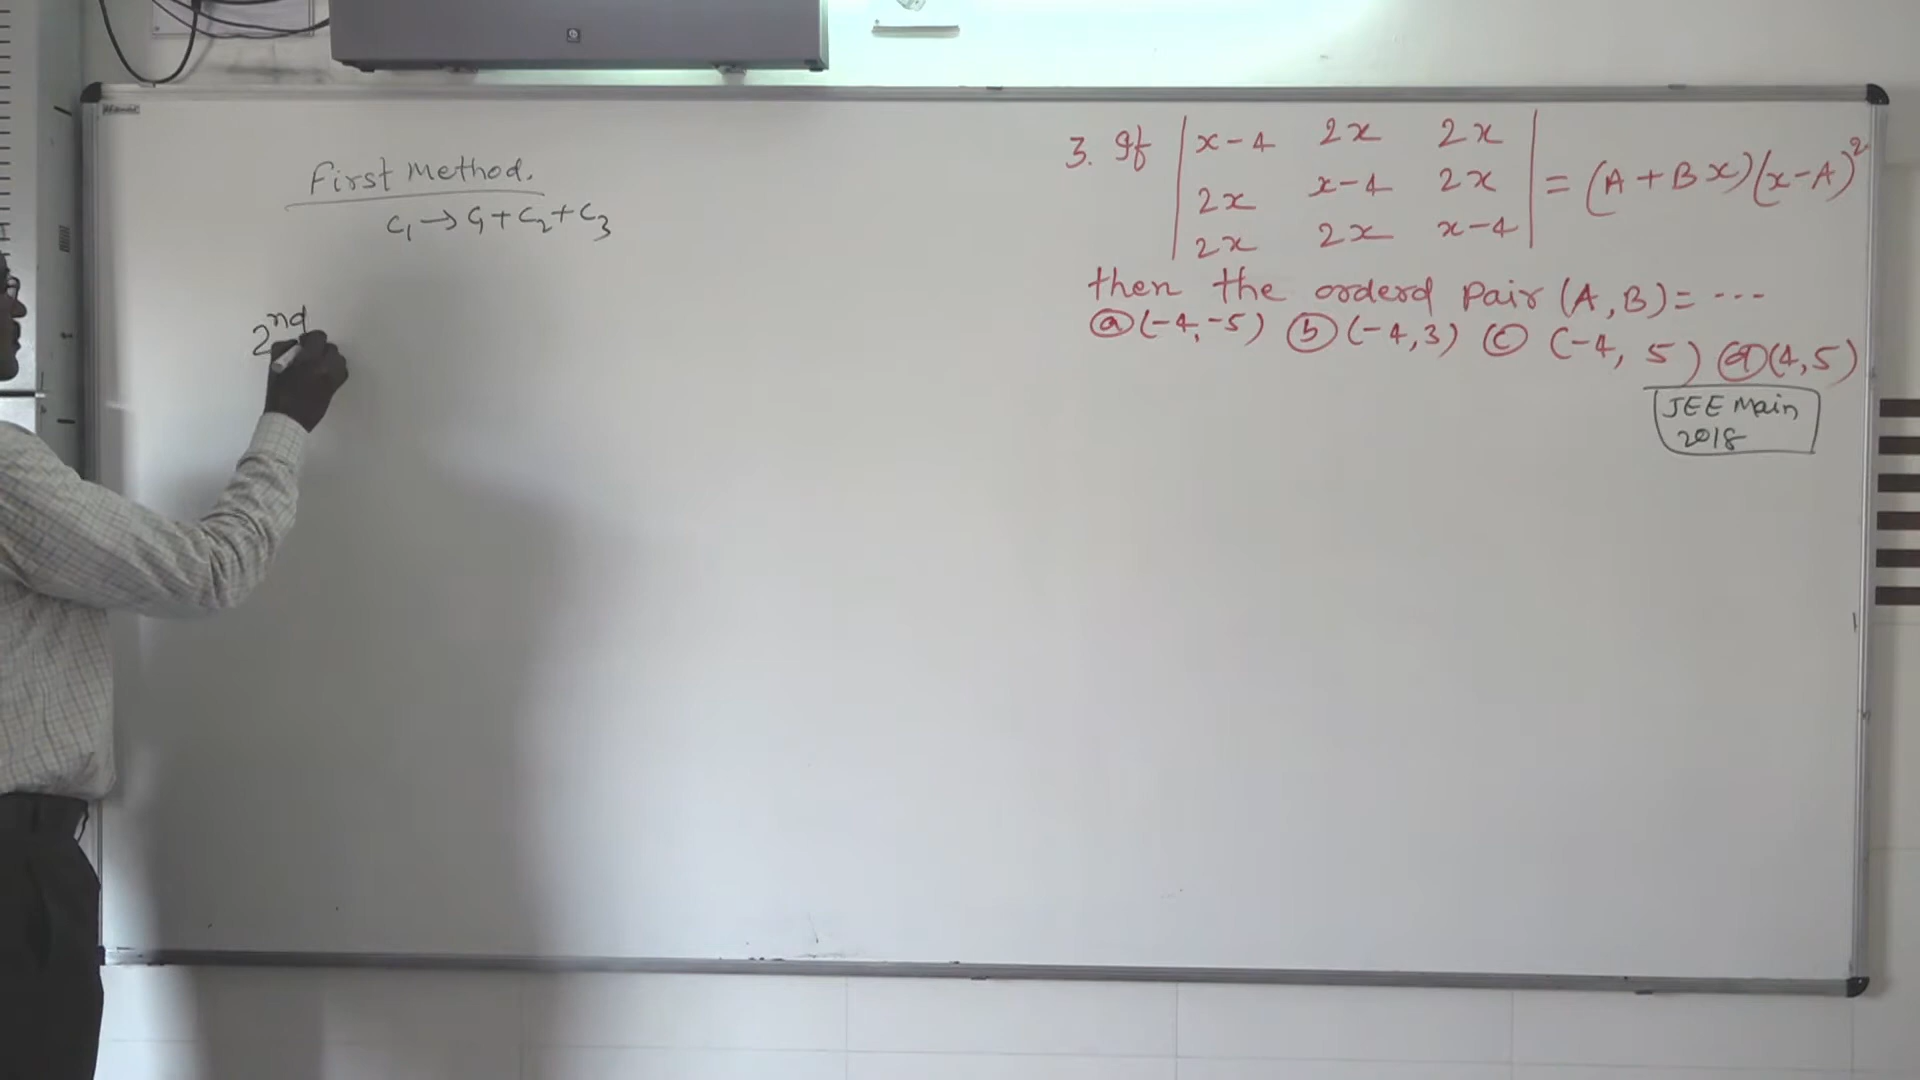 First Method.
C₁ → C₁ + C₂ + C₃
2nd
3. If | x-4 2x 2x |
| 2x x-4 2x | = (A+Bx)(x-A)²
| 2x 2x x-4 |
then the orderd pair (A,B) = ---
ⓐ (-4,-5) ⓑ (-4,3) ⓒ (-4, 5) ⓓ (4,5)
JEE Main
2018